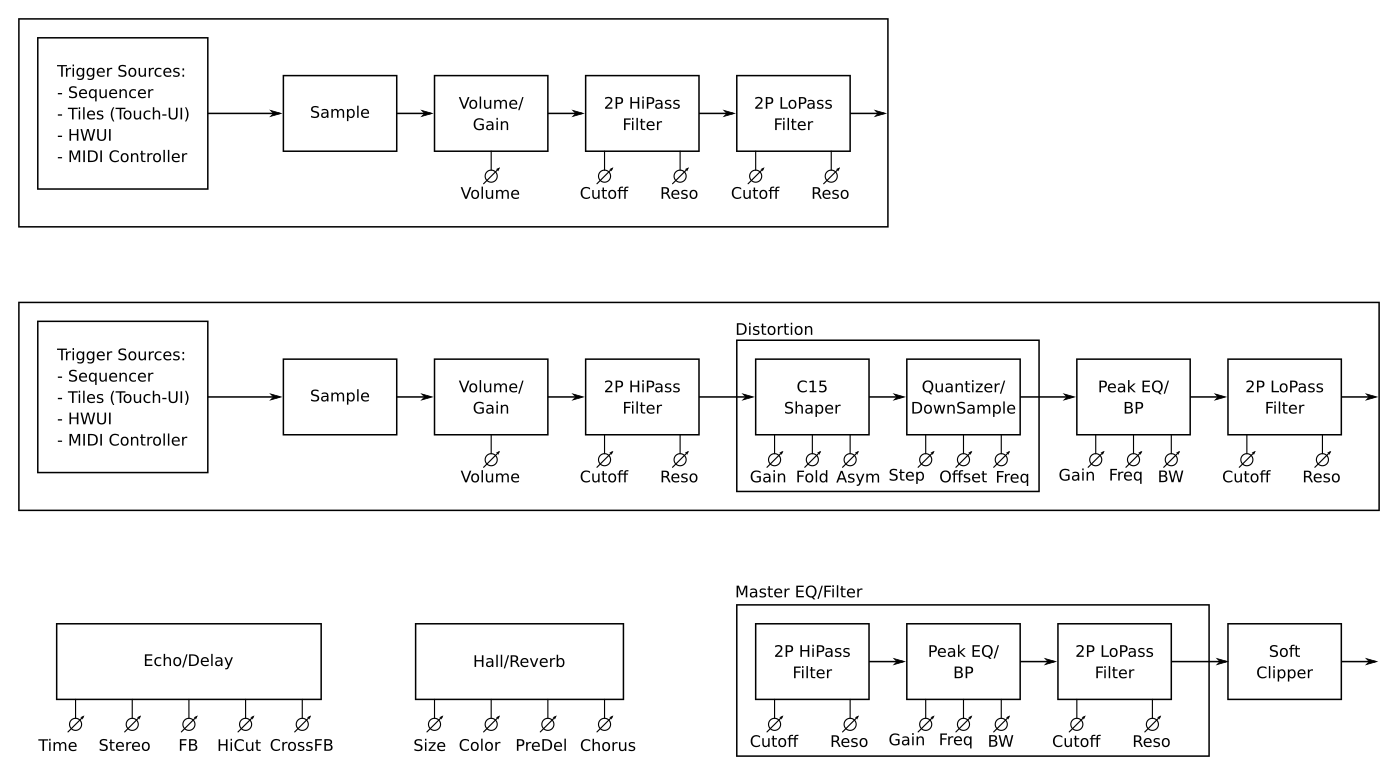 Trigger Sources:
- Sequencer
- Tiles (Touch-UI)
- HWUI
- MIDI Controller
Sample
Volume/
Gain
Volume
2P HiPass
Filter
Cutoff
Reso
2P LoPass
Filter
Cutoff
Reso
Trigger Sources:
- Sequencer
- Tiles (Touch-UI)
- HWUI
- MIDI Controller
Sample
Volume/
Gain
Volume
2P HiPass
Filter
Cutoff
Reso
Distortion
C15
Shaper
Gain
Fold
Asym
Quantizer/
DownSample
Step
Offset
Freq
Peak EQ/
BP
Gain
Freq
BW
2P LoPass
Filter
Cutoff
Reso
Echo/Delay
Time
Stereo
FB
HiCut
CrossFB
Hall/Reverb
Size
Color
PreDel
Chorus
Master EQ/Filter
2P HiPass
Filter
Cutoff
Reso
Peak EQ/
BP
Gain
Freq
BW
2P LoPass
Filter
Cutoff
Reso
Soft
Clipper